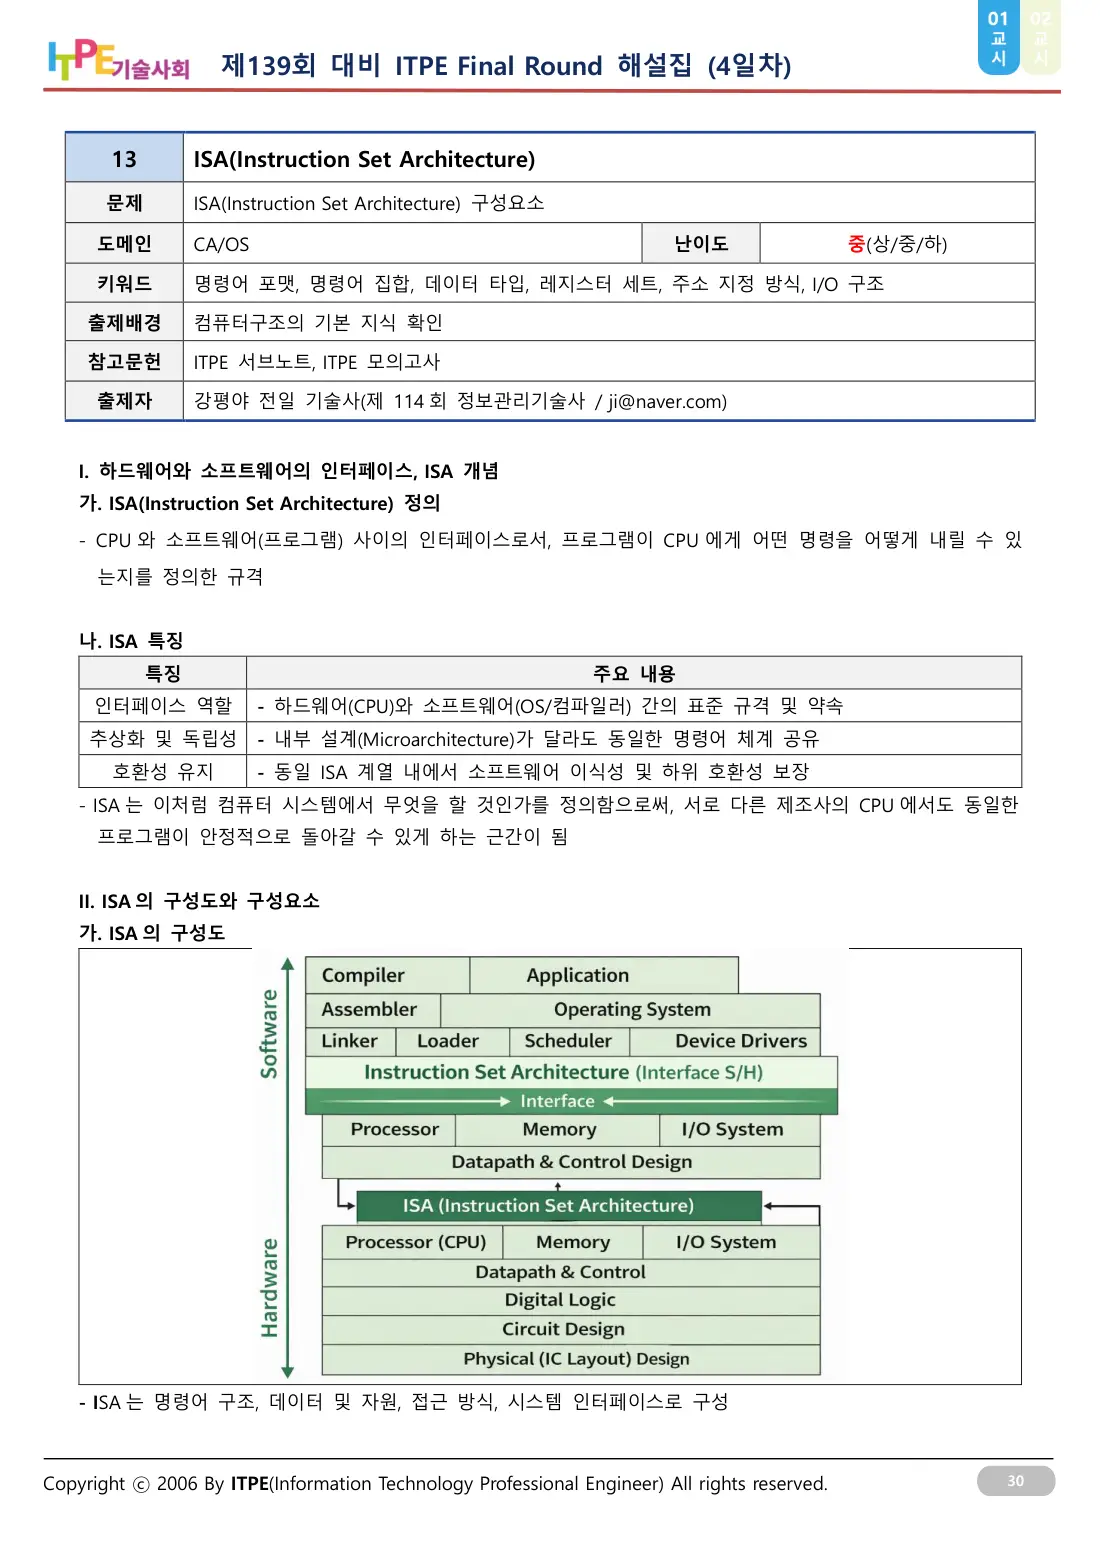 ITPE기술사회 제139회 대비 ITPE Final Round 해설집 (4일차)
01 교시
02 교시
13 ISA(Instruction Set Architecture)
문제 ISA(Instruction Set Architecture) 구성요소
도메인 CA/OS 난이도 중(상/중/하)
키워드 명령어 포맷, 명령어 집합, 데이터 타입, 레지스터 세트, 주소 지정 방식, I/O 구조
출제배경 컴퓨터구조의 기본 지식 확인
참고문헌 ITPE 서브노트, ITPE 모의고사
출제자 강평야 전일 기술사(제 114회 정보관리기술사 / ji@naver.com)
I. 하드웨어와 소프트웨어의 인터페이스, ISA 개념
가. ISA(Instruction Set Architecture) 정의
- CPU와 소프트웨어(프로그램) 사이의 인터페이스로서, 프로그램이 CPU에게 어떤 명령을 어떻게 내릴 수 있
는지를 정의한 규격
나. ISA 특징
특징 주요 내용
인터페이스 역할 - 하드웨어(CPU)와 소프트웨어(OS/컴파일러) 간의 표준 규격 및 약속
추상화 및 독립성 - 내부 설계(Microarchitecture)가 달라도 동일한 명령어 체계 공유
호환성 유지 - 동일 ISA 계열 내에서 소프트웨어 이식성 및 하위 호환성 보장
- ISA는 이처럼 컴퓨터 시스템에서 무엇을 할 것인가를 정의함으로써, 서로 다른 제조사의 CPU에서도 동일한
프로그램이 안정적으로 돌아갈 수 있게 하는 근간이 됨
II. ISA의 구성도와 구성요소
가. ISA의 구성도
Software
Compiler Application
Assembler Operating System
Linker Loader Scheduler Device Drivers
Instruction Set Architecture (Interface S/H)
Interface
Processor Memory I/O System
Datapath & Control Design
ISA (Instruction Set Architecture)
Hardware
Processor (CPU) Memory I/O System
Datapath & Control
Digital Logic
Circuit Design
Physical (IC Layout) Design
- ISA는 명령어 구조, 데이터 및 자원, 접근 방식, 시스템 인터페이스로 구성
Copyright ⓒ 2006 By ITPE(Information Technology Professional Engineer) All rights reserved. 30